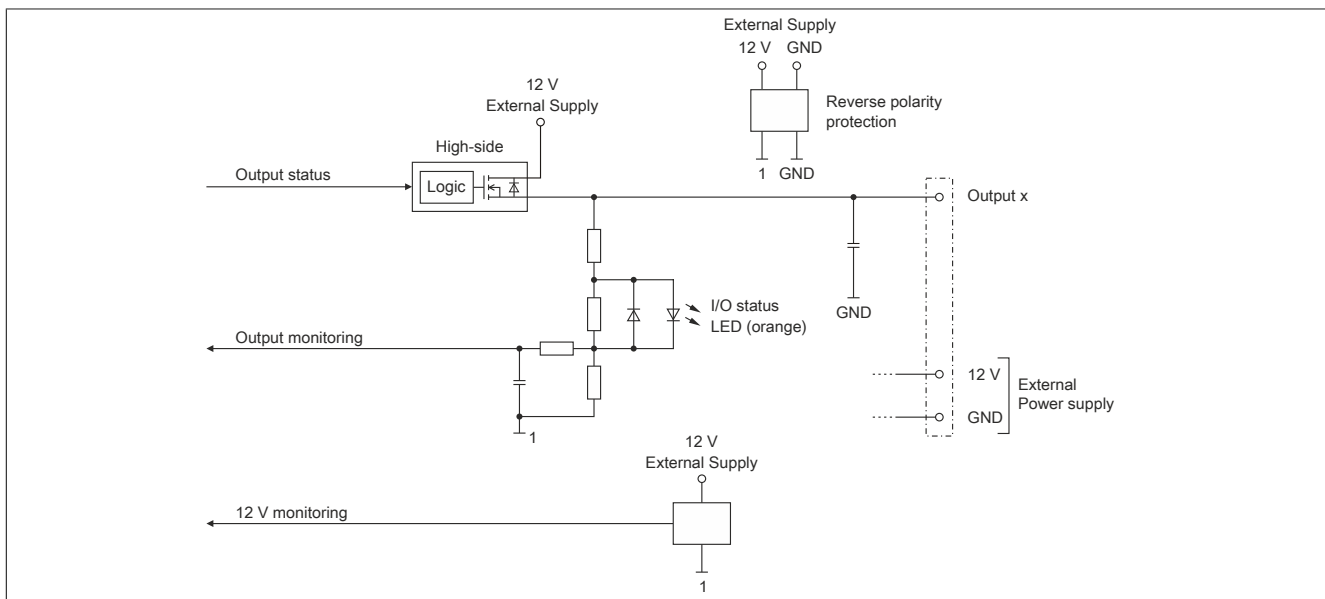 External Supply
12 V GND
Reverse polarity
protection
1 GND
12 V
External Supply
High-side
Logic
Output status
Output x
I/O status
LED (orange)
GND
Output monitoring
1
12 V
GND
External
Power supply
12 V
External Supply
12 V monitoring
1